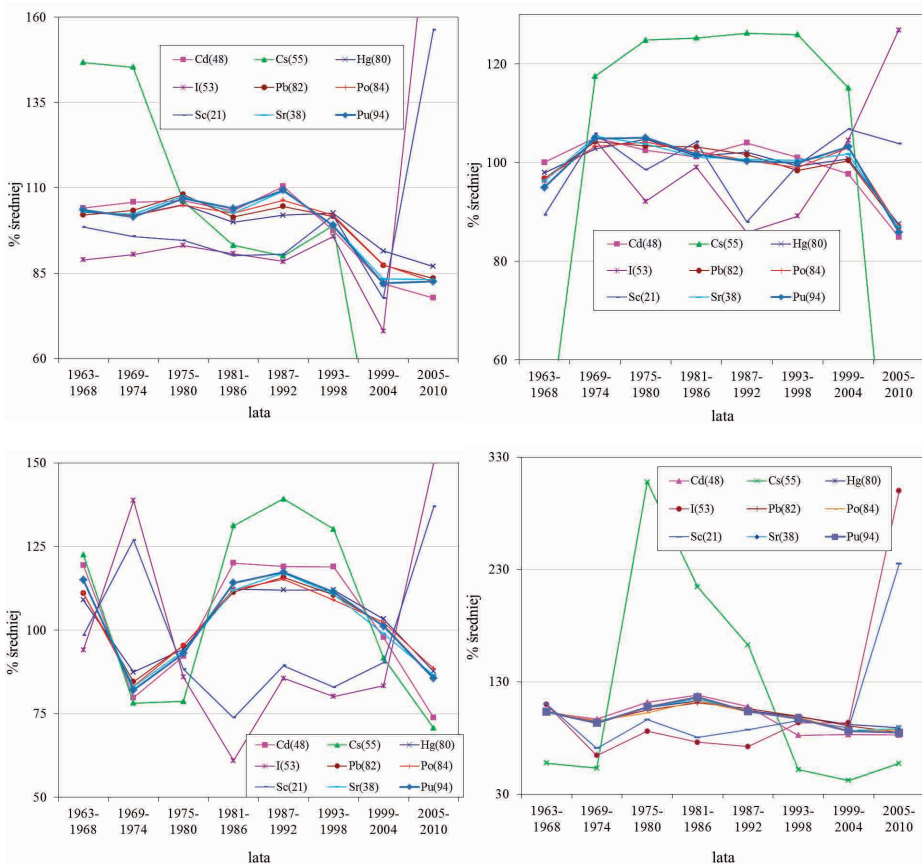 % średniej
160
135
110
85
60
Cd(48) Cs(55) Hg(80)
I(53) Pb(82) Po(84)
Sc(21) Sr(38) Pu(94)
1963- 1969- 1975- 1981- 1987- 1993- 1999- 2005-
1968 1974 1980 1986 1992 1998 2004 2010
lata
% średniej
120
100
80
60
Cd(48) Cs(55) Hg(80)
I(53) Pb(82) Po(84)
Sc(21) Sr(38) Pu(94)
1963- 1969- 1975- 1981- 1987- 1993- 1999- 2005-
1968 1974 1980 1986 1992 1998 2004 2010
lata
% średniej
150
125
100
75
50
Cd(48) Cs(55) Hg(80)
I(53) Pb(82) Po(84)
Sc(21) Sr(38) Pu(94)
1963- 1969- 1975- 1981- 1987- 1993- 1999- 2005-
1968 1974 1980 1986 1992 1998 2004 2010
lata
% średniej
330
230
130
30
Cd(48) Cs(55) Hg(80)
I(53) Pb(82) Po(84)
Sc(21) Sr(38) Pu(94)
1963- 1969- 1975- 1981- 1987- 1993- 1999- 2005-
1968 1974 1980 1986 1992 1998 2004 2010
lata